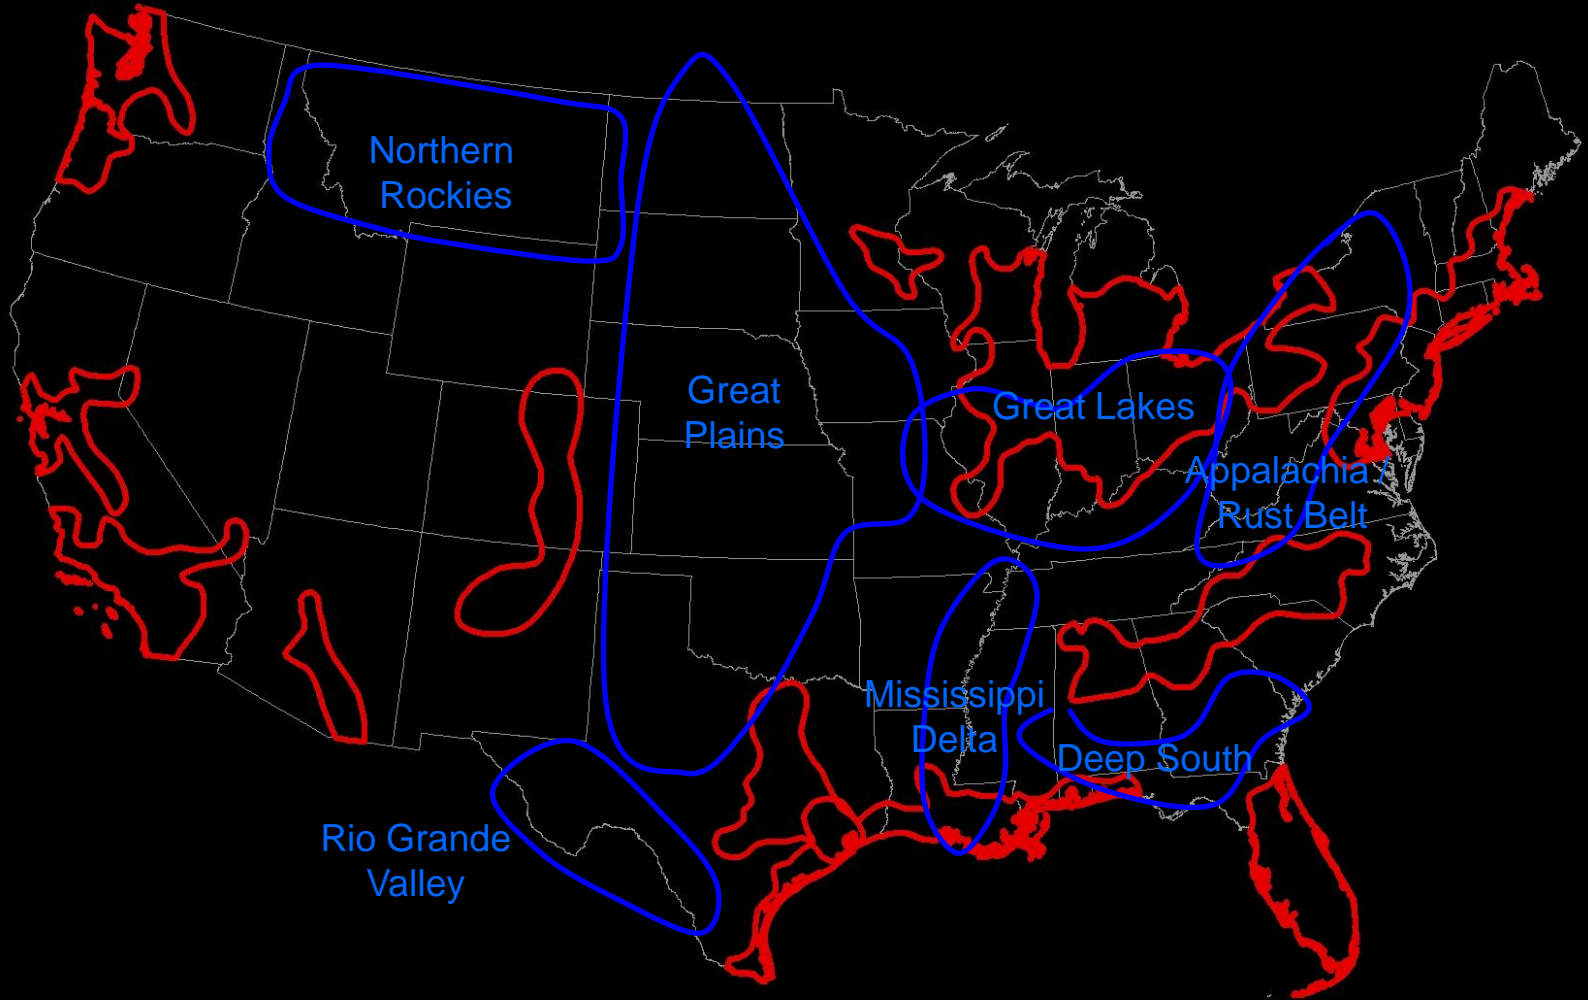 Northern
Rockies
Great
Plains
Great Lakes
Appalachia /
Rust Belt
Mississippi
Delta
Deep South
Rio Grande
Valley